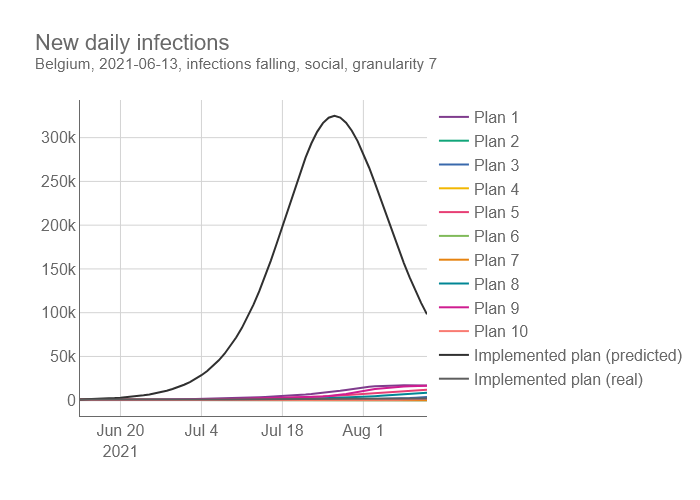 New daily infections
Belgium, 2021-06-13, infections falling, social, granularity 7
300k
250k
200k
150k
100k
50k
0
Jun 20
2021
Jul 4
Jul 18
Aug 1
Plan 1
Plan 2
Plan 3
Plan 4
Plan 5
Plan 6
Plan 7
Plan 8
Plan 9
Plan 10
Implemented plan (predicted)
Implemented plan (real)